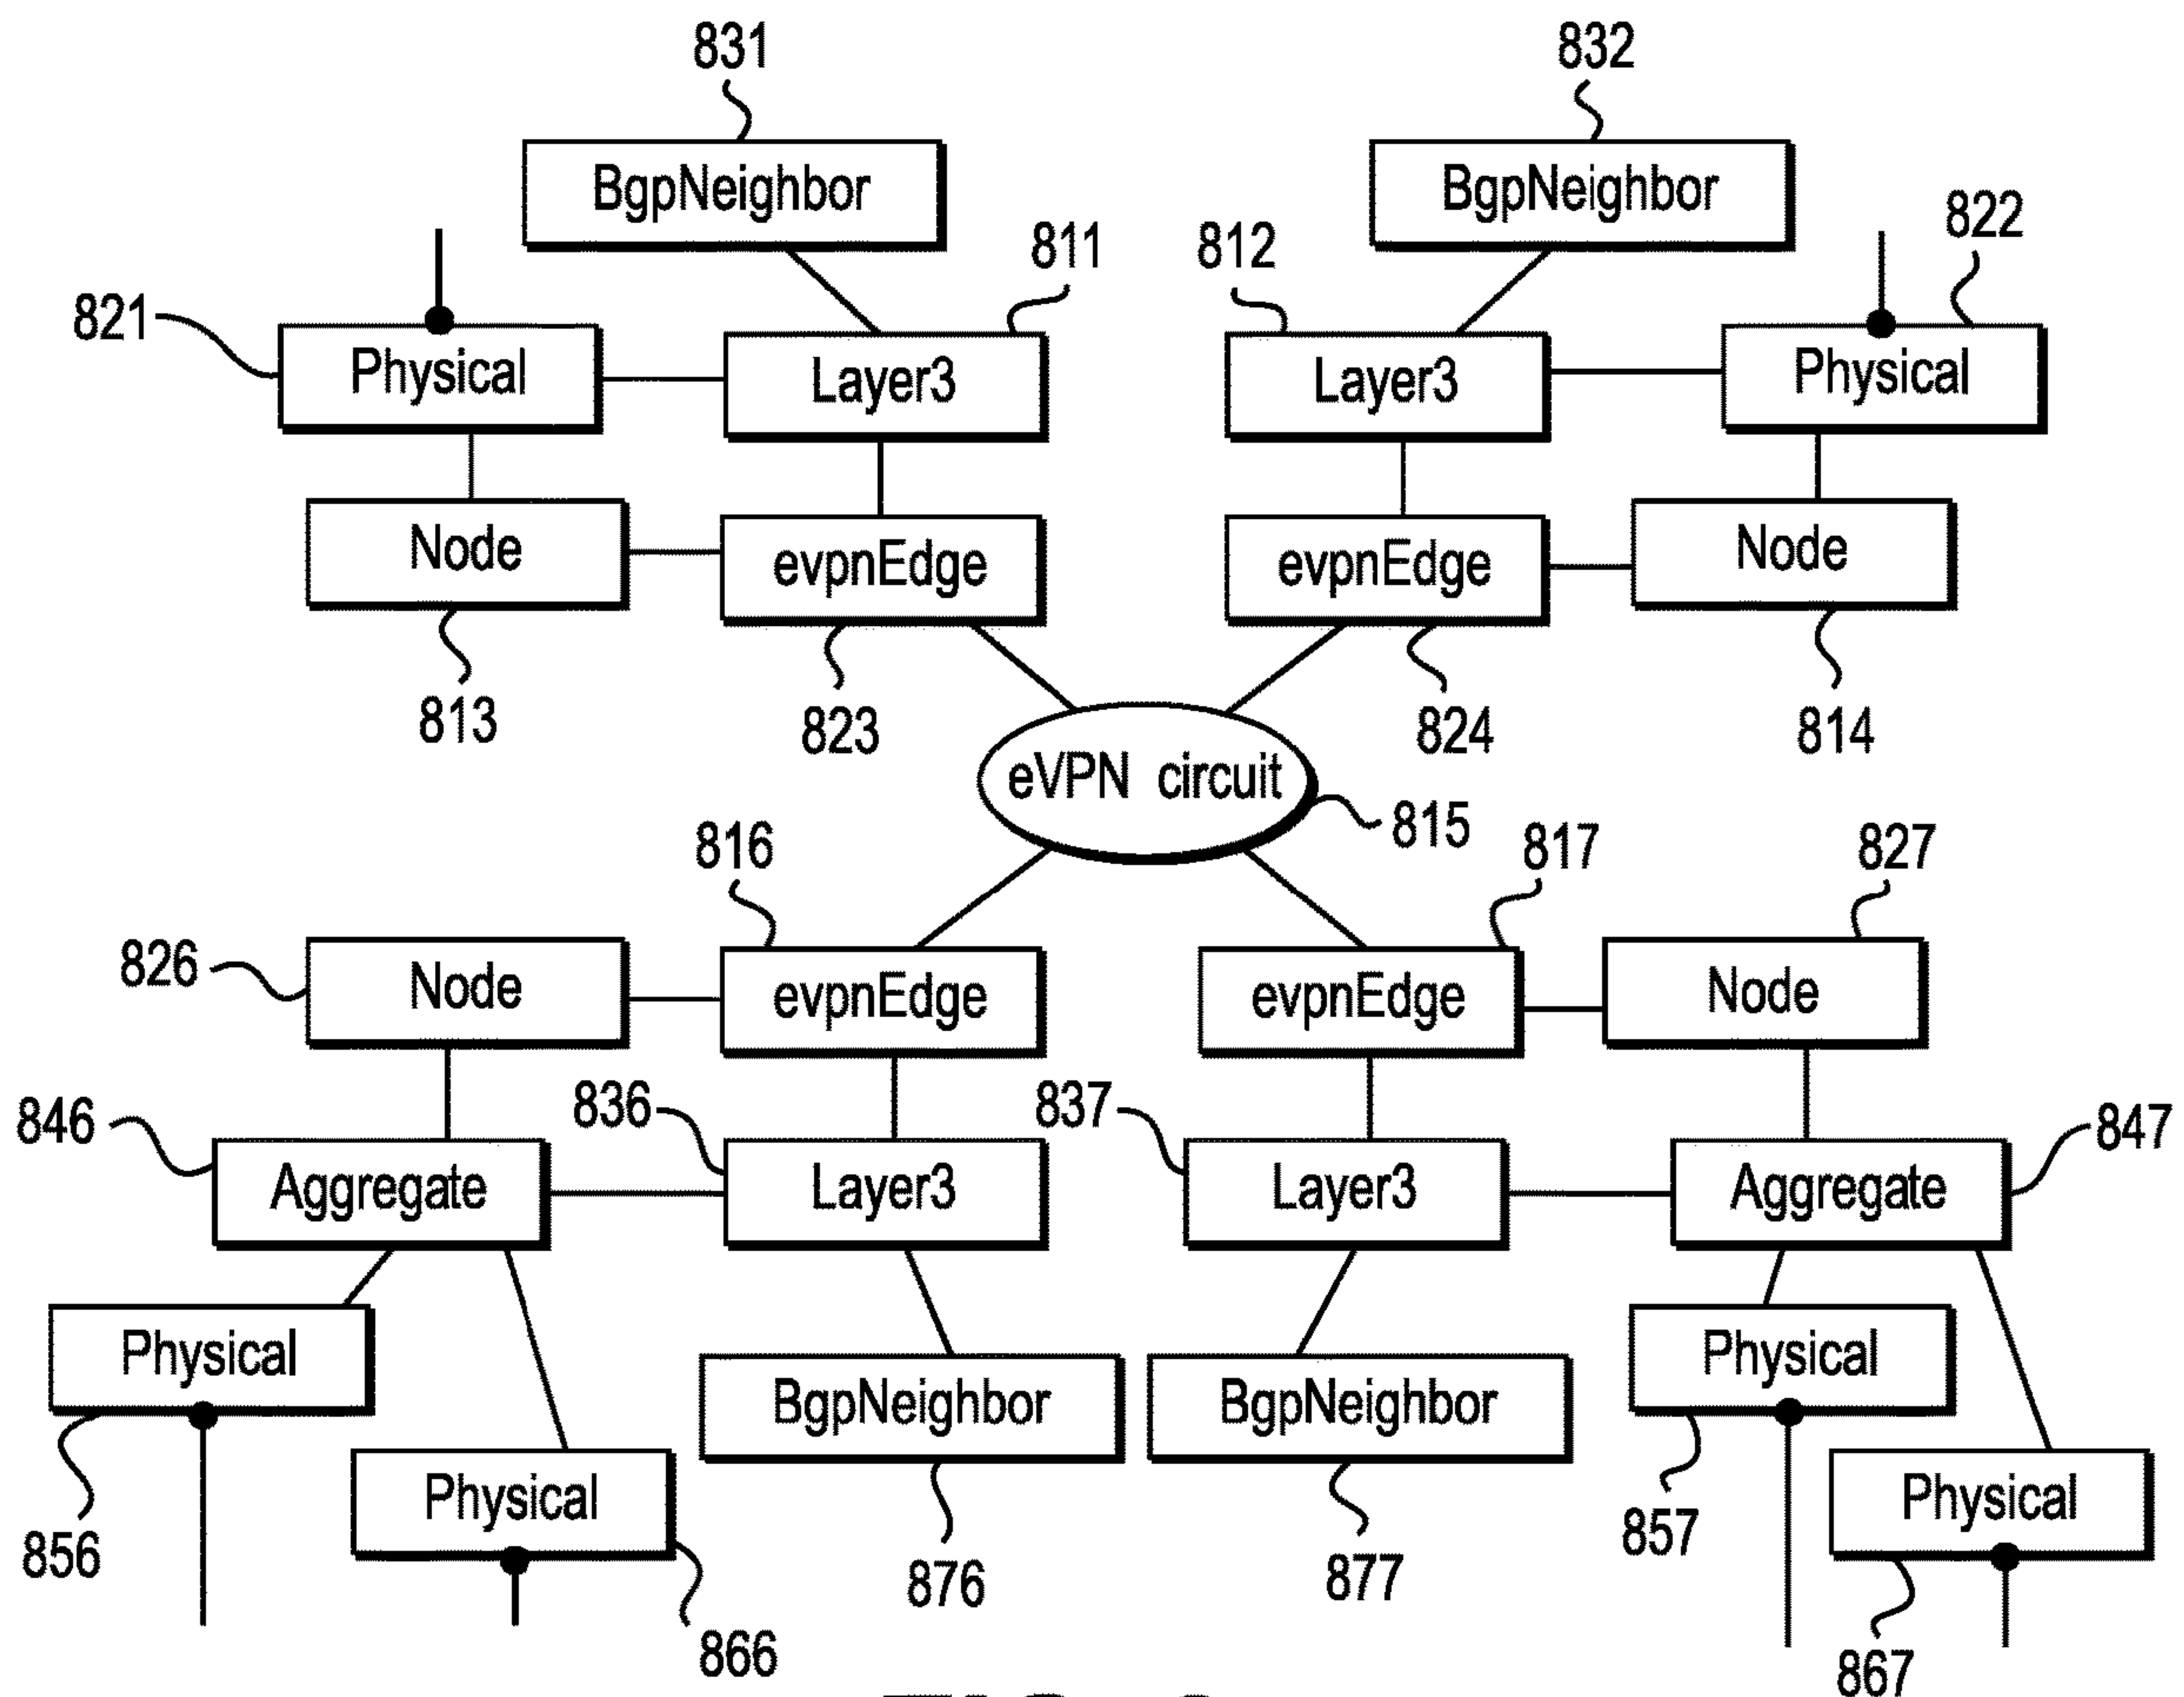 831
832
BgpNeighbor
BgpNeighbor
822
811
812
821
Physical
Layer3
Layer3
Physical
Node
evpnEdge
evpnEdge
Node
813
823
824
814
eVPN circuit
815
816
817
827
826
Node
evpnEdge
evpnEdge
Node
846
836
837
847
Aggregate
Layer3
Layer3
Aggregate
Physical
Physical
BgpNeighbor
BgpNeighbor
Physical
Physical
856
857
876
877
866
867